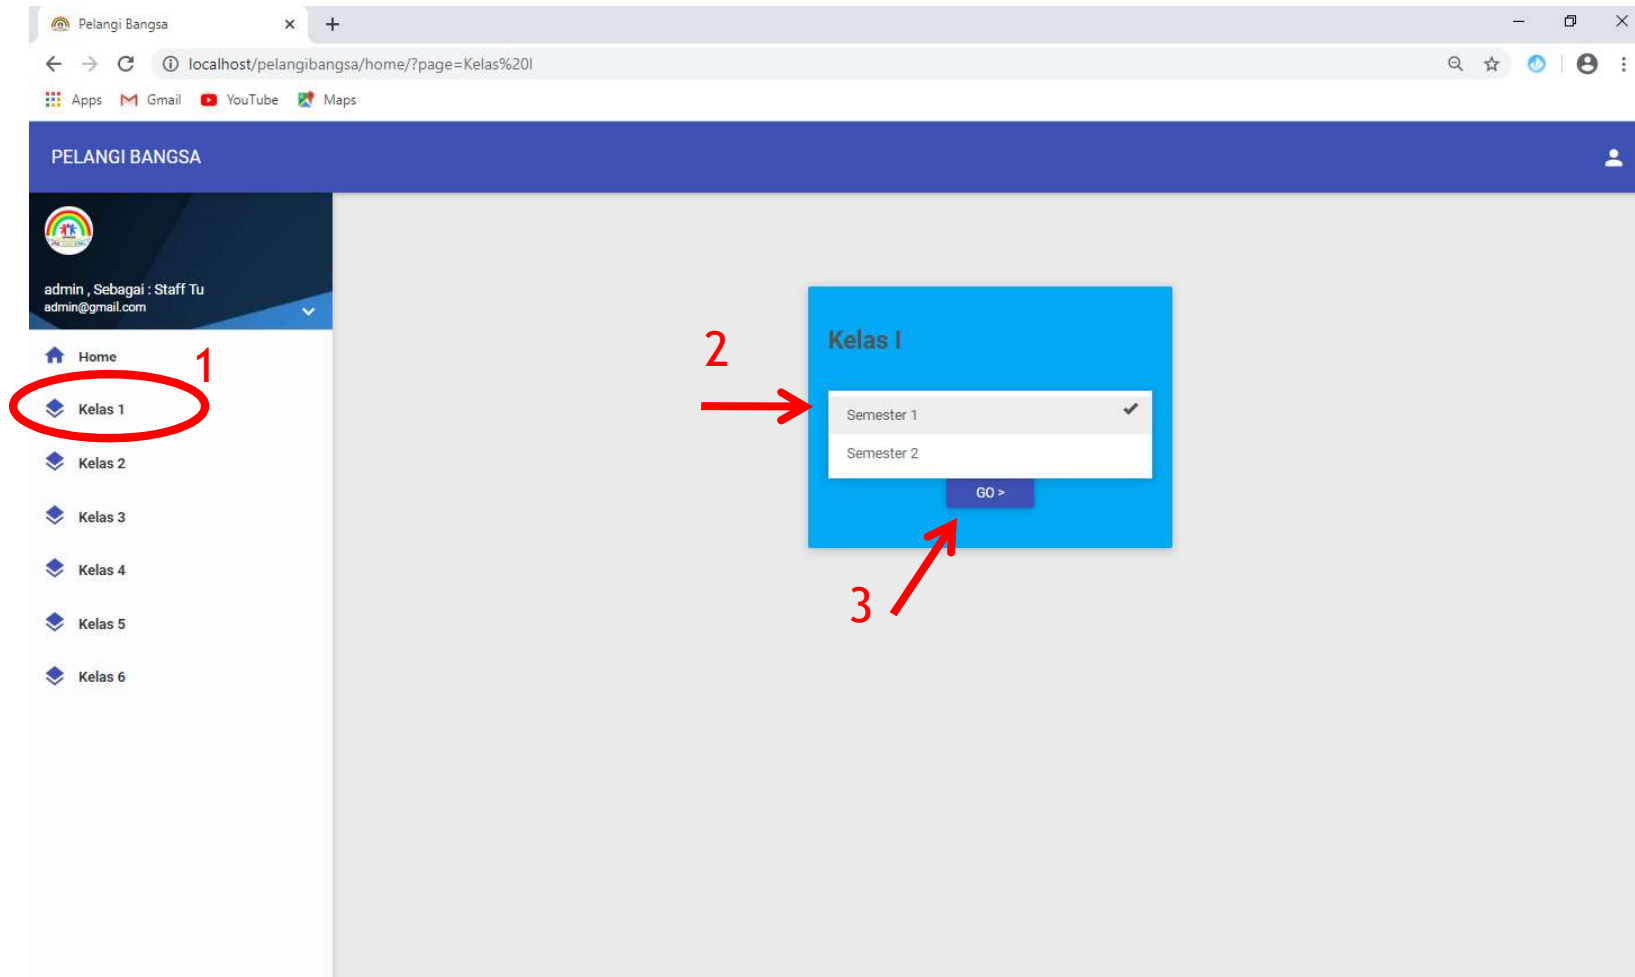 Pelangi Bangsa
localhost/pelangibangsa/home/?page=Kelas%20I
Apps Gmail YouTube Maps
PELANGI BANGSA
admin , Sebagai : Staff Tu
admin@gmail.com
Home
1
Kelas 1
Kelas 2
Kelas 3
Kelas 4
Kelas 5
Kelas 6
2
Kelas I
Semester 1
Semester 2
GO >
3